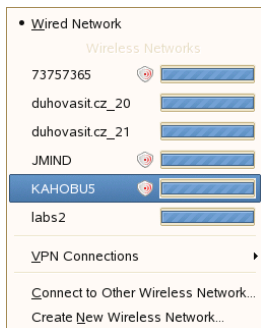 Wired Network
Wireless Networks
73757365
duhovasit.cz_20
duhovasit.cz_21
JMIND
KAHOBU5
labs2
VPN Connections
Connect to Other Wireless Network...
Create New Wireless Network...